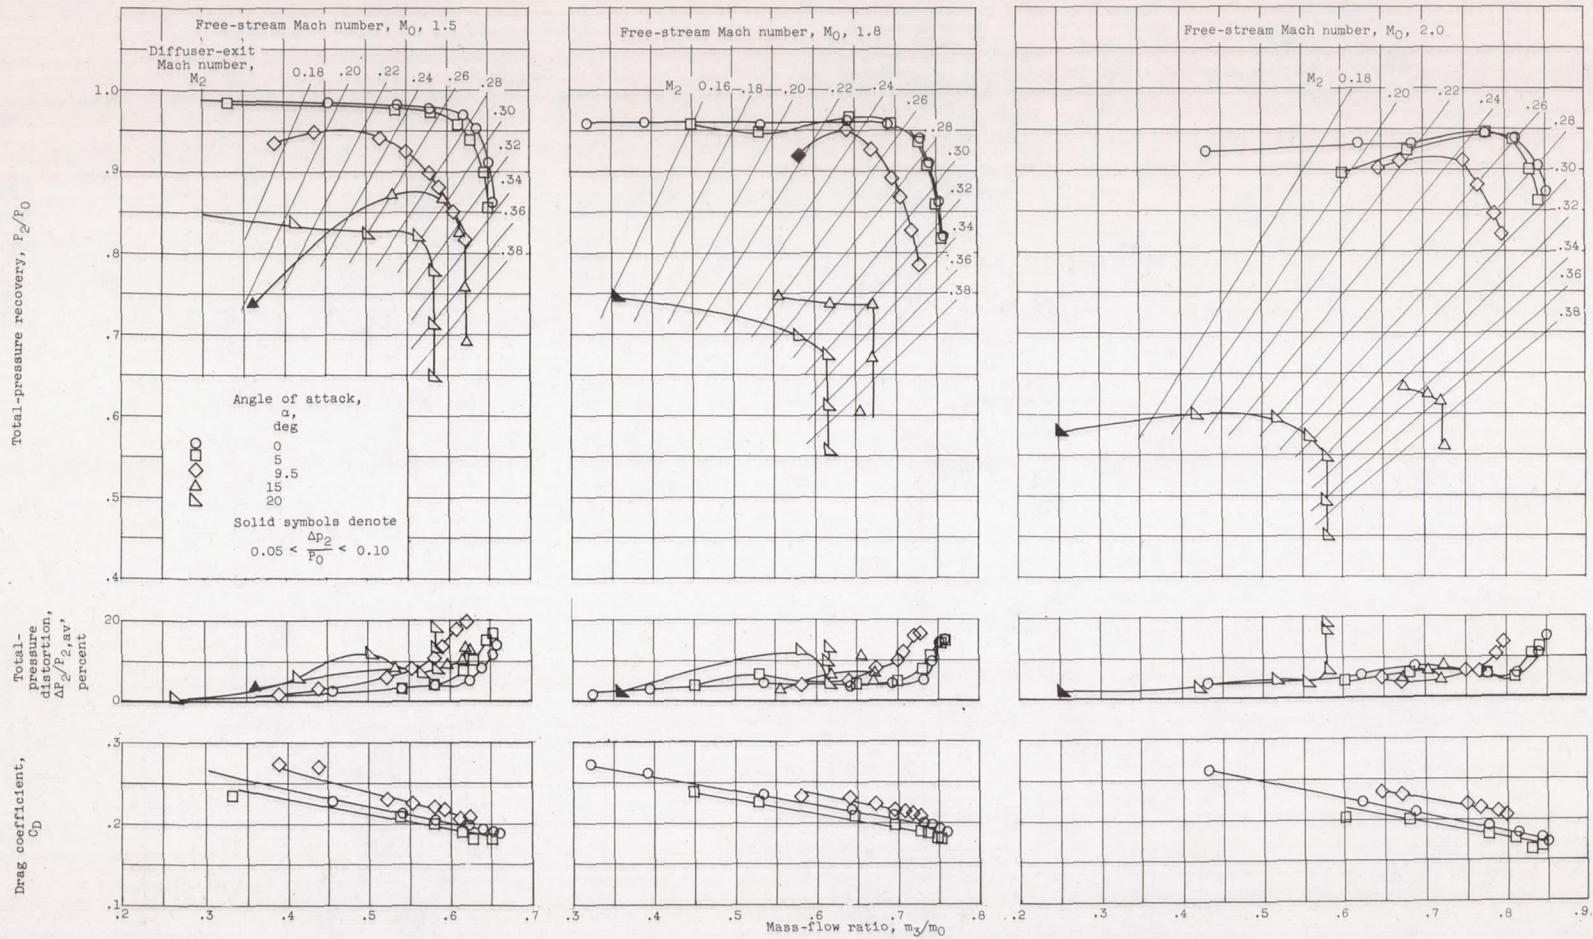 Free-stream Mach number, M0, 1.5
Diffuser-exit
Mach number,
M2
0.18 .20 .22 .24 .26 .28
.30
.32
.34
.36
.38
Total-pressure recovery, P2/P0
1.0
.9
.8
.7
.6
.5
.4
Angle of attack,
α,
deg
0
5
9.5
15
20
Solid symbols denote
0.05 < Δp2/P0 < 0.10
Free-stream Mach number, M0, 1.8
M2 0.16 .18 .20 .22 .24
.26
.28
.30
.32
.34
.36
.38
Free-stream Mach number, M0, 2.0
M2 0.18
.20 .22 .24 .26
.28
.30
.32
.34
.36
.38
Total-
pressure
distortion,
ΔP2/P2,av,
percent
20
10
0
Drag coefficient,
CD
.3
.2
.1
.2 .3 .4 .5 .6 .7
.3 .4 .5 .6 .7 .8
.2 .3 .4 .5 .6 .7 .8 .9
Mass-flow ratio, m3/m0